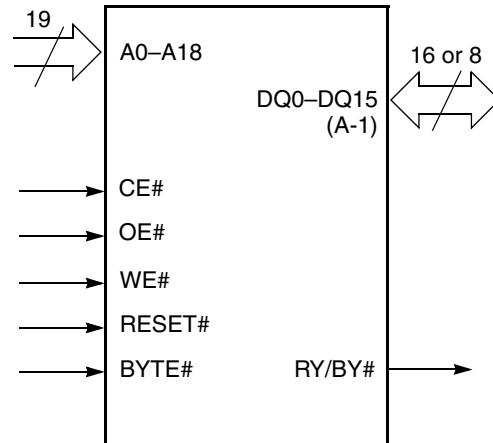 19
A0–A18
16 or 8
DQ0–DQ15
(A-1)
CE#
OE#
WE#
RESET#
BYTE#
RY/BY#